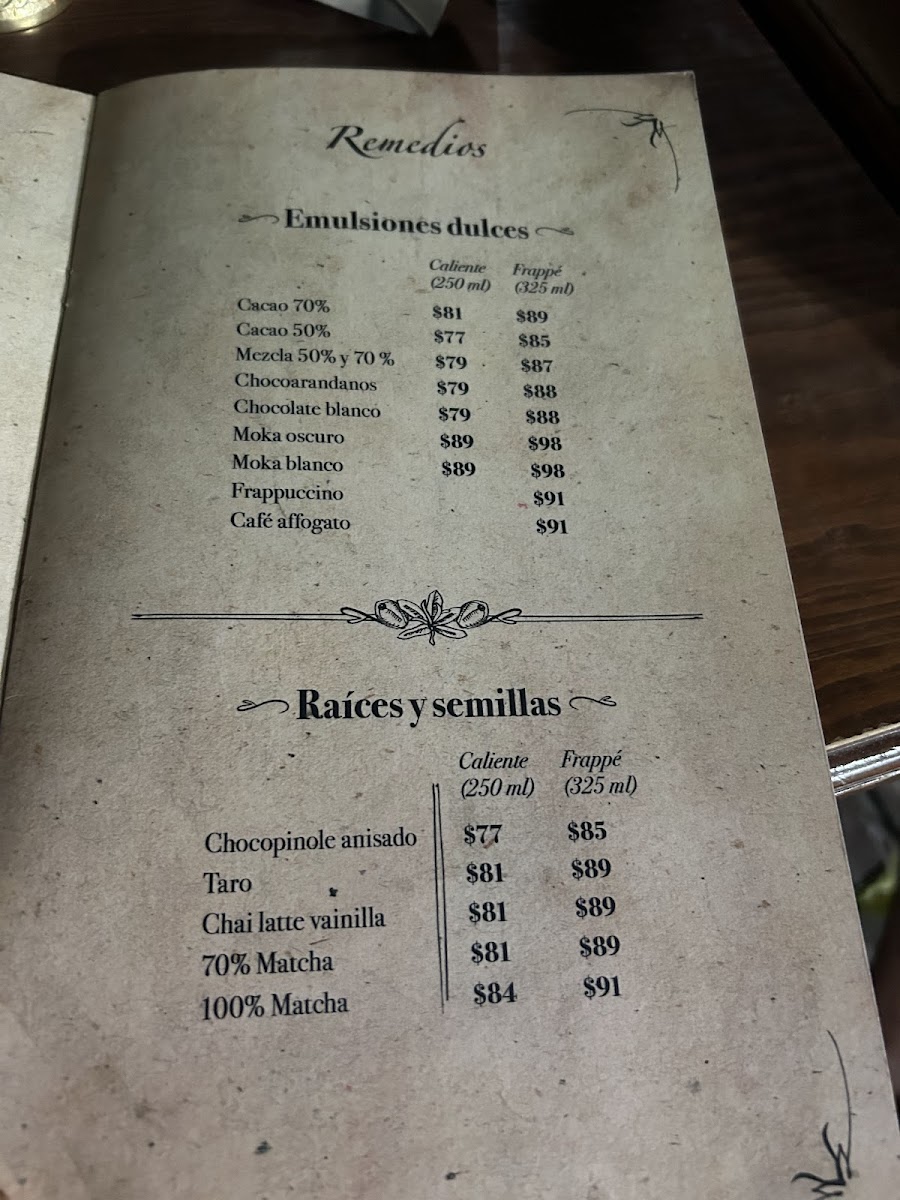 Remedios
Emulsiones dulces
Caliente Frappé
(250 ml) (325 ml)
Cacao 70% $81 $89
Cacao 50% $77 $85
Mezcla 50% y 70 % $79 $87
Chocoarandanos $79 $88
Chocolate blanco $79 $88
Moka oscuro $89 $98
Moka blanco $89 $98
Frappuccino $91
Café affogato $91
Raíces y semillas
Caliente Frappé
(250 ml) (325 ml)
Chocopinole anisado $77 $85
Taro $81 $89
Chai latte vainilla $81 $89
70% Matcha $81 $89
100% Matcha $84 $91